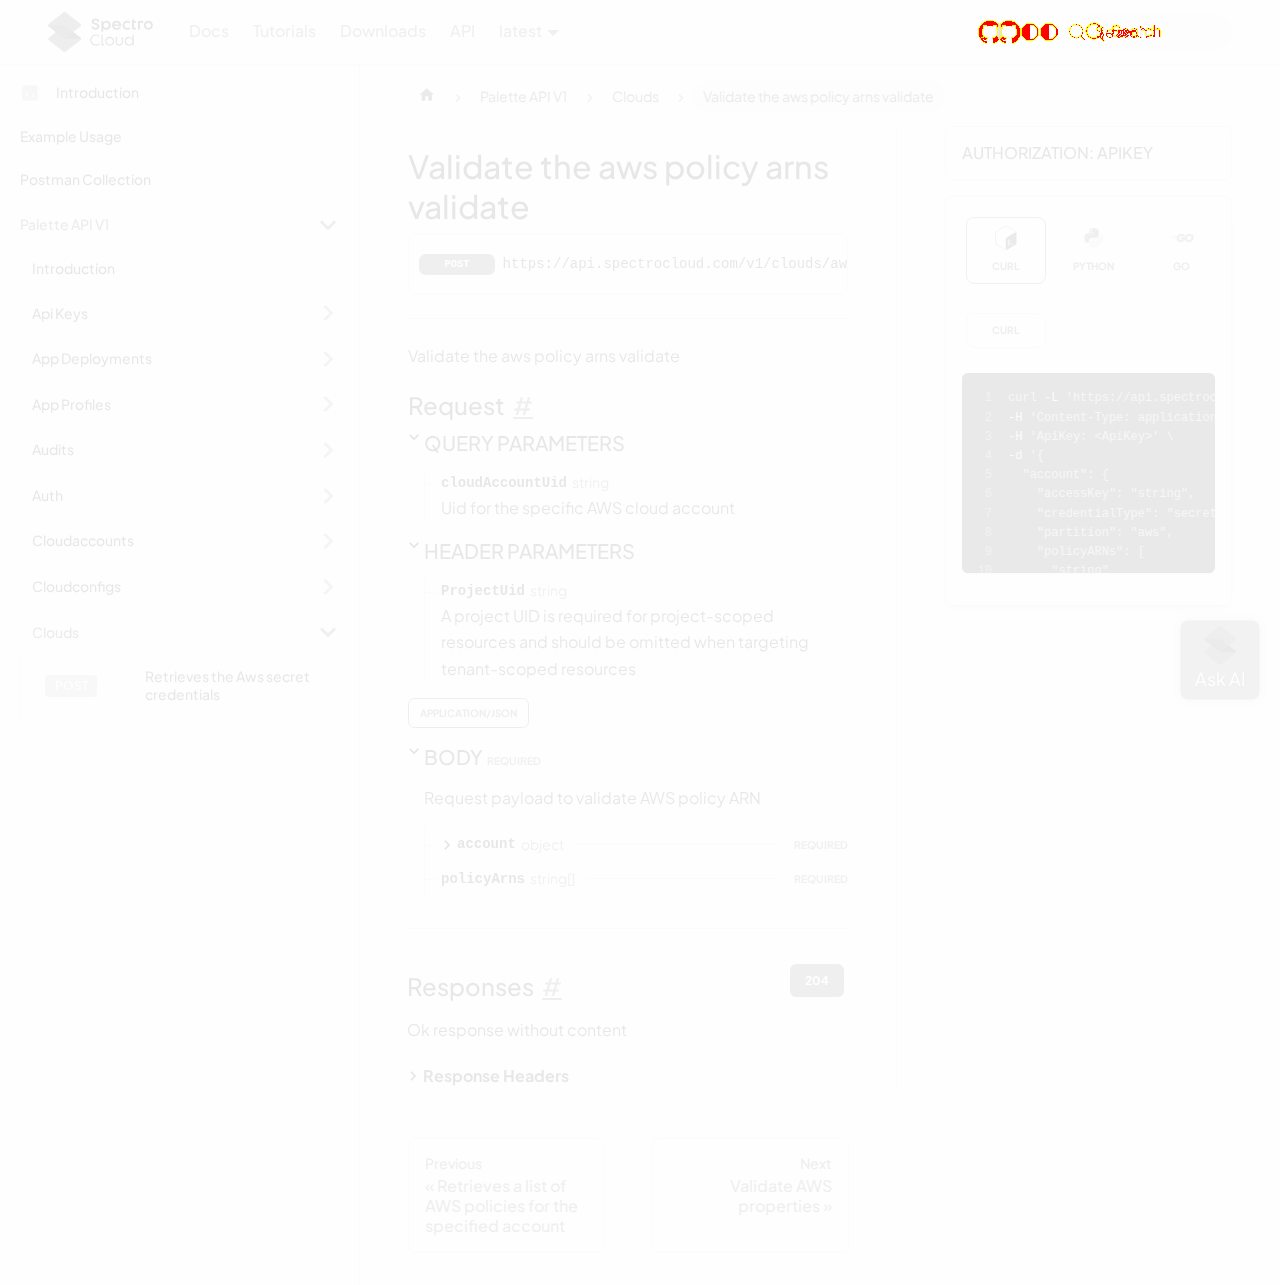 Spectro
Cloud
Docs
Tutorials
Downloads
API
latest
Search
Introduction
Example Usage
Postman Collection
Palette API V1
Introduction
Api Keys
App Deployments
App Profiles
Audits
Auth
Cloudaccounts
Cloudconfigs
Clouds
POST
Retrieves the Aws secret
credentials
Palette API V1
Clouds
Validate the aws policy arns validate
Validate the aws policy arns
validate
POST
https://api.spectrocloud.com/v1/clouds/aw
Validate the aws policy arns validate
Request #
QUERY PARAMETERS
cloudAccountUid string
Uid for the specific AWS cloud account
HEADER PARAMETERS
ProjectUid string
A project UID is required for project-scoped
resources and should be omitted when targeting
tenant-scoped resources
APPLICATION/JSON
BODY REQUIRED
Request payload to validate AWS policy ARN
account object REQUIRED
policyArns string[] REQUIRED
Responses #
204
Ok response without content
Response Headers
Previous
« Retrieves a list of
AWS policies for the
specified account
Next
Validate AWS
properties »
AUTHORIZATION: APIKEY
CURL
PYTHON
GO
CURL
1 curl -L 'https://api.spectroc
2 -H 'Content-Type: application
3 -H 'ApiKey: <ApiKey>' \
4 -d '{
5 "account": {
6 "accessKey": "string",
7 "credentialType": "secret
8 "partition": "aws",
9 "policyARNs": [
10 "string"
Ask AI